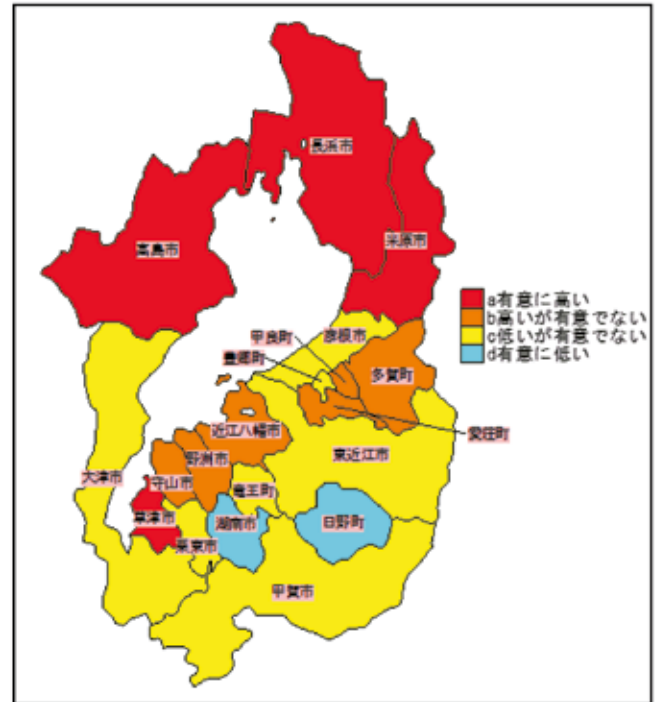 長浜市
米原市
高島市
a有意に高い
b高いが有意でない
c低いが有意でない
d有意に低い
甲良町
彦根市
豊郷町
多賀町
愛荘町
近江八幡市
東近江市
野洲市
大津市
守山市
竜王町
草津市
湖南市
日野町
栗東市
甲賀市